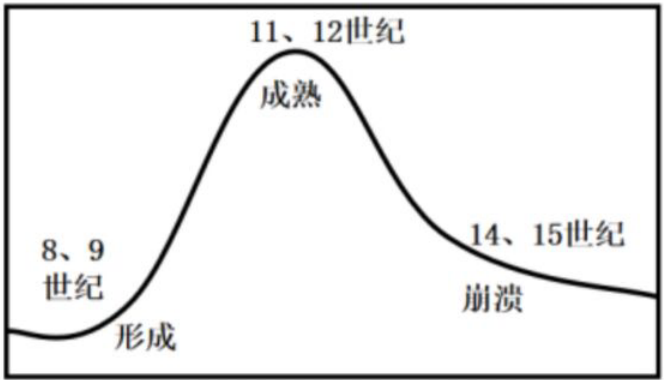 11、12世纪
成熟
8、9
世纪
形成
14、15世纪
崩溃